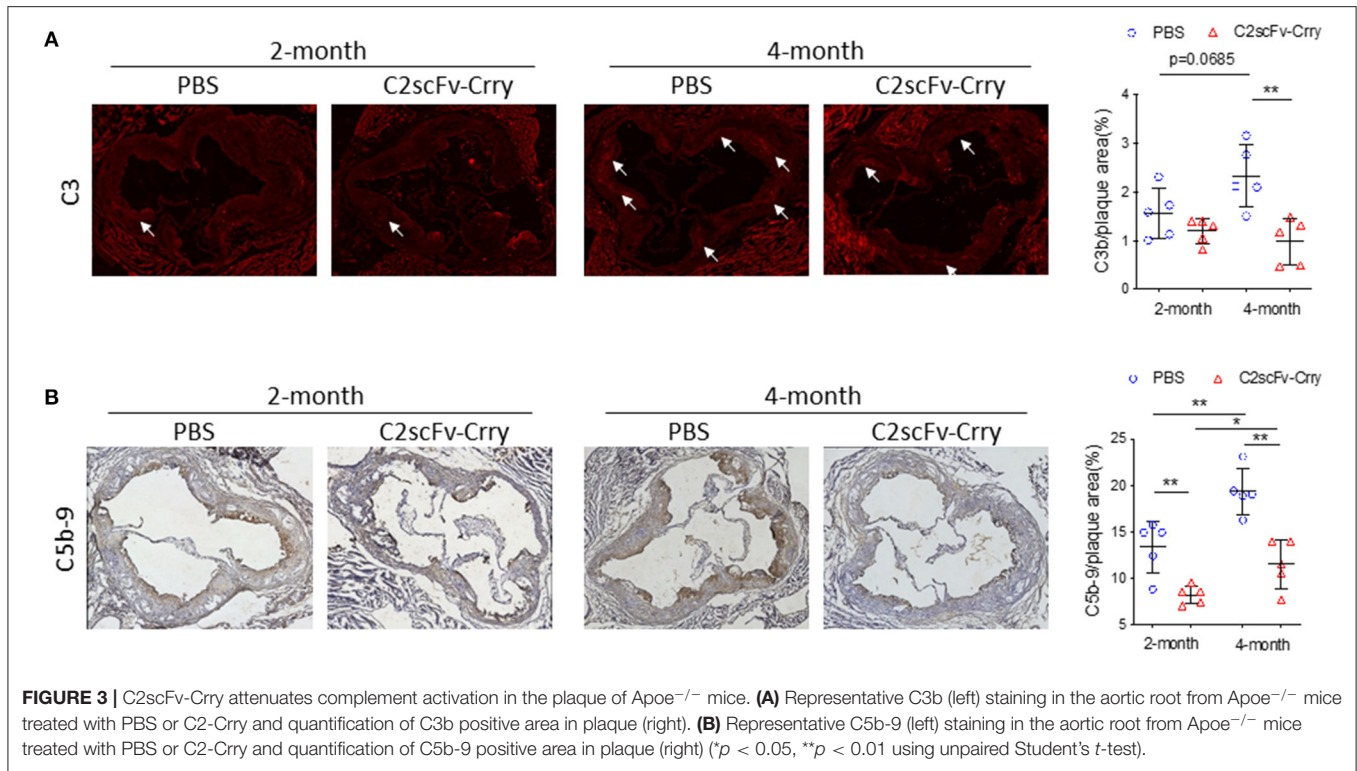 A
2-month
4-month
PBS
C2scFv-Crry
PBS
C2scFv-Crry
C3
PBS
C2scFv-Crry
p=0.0685
**
C3b/plaque area(%)
4
3
2
1
0
2-month
4-month
B
2-month
4-month
PBS
C2scFv-Crry
PBS
C2scFv-Crry
C5b-9
PBS
C2scFv-Crry
**
*
**
**
C5b-9/plaque area(%)
25
20
15
10
5
2-month
4-month
FIGURE 3 | C2scFv-Crry attenuates complement activation in the plaque of Apoe−/− mice. (A) Representative C3b (left) staining in the aortic root from Apoe−/− mice
treated with PBS or C2-Crry and quantification of C3b positive area in plaque (right). (B) Representative C5b-9 (left) staining in the aortic root from Apoe−/− mice
treated with PBS or C2-Crry and quantification of C5b-9 positive area in plaque (right) (*p < 0.05, **p < 0.01 using unpaired Student's t-test).